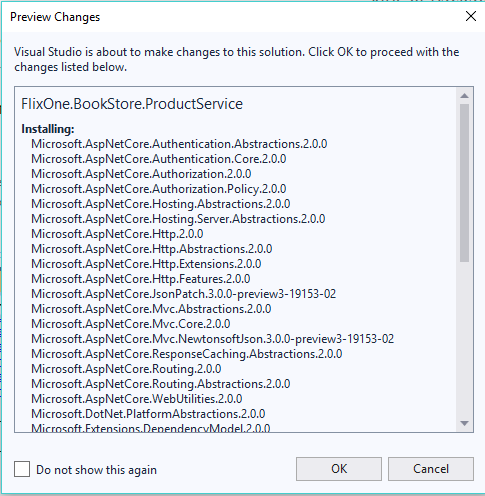 Preview Changes
Visual Studio is about to make changes to this solution. Click OK to proceed with the
changes listed below.
FlixOne.BookStore.ProductService
Installing:
Microsoft.AspNetCore.Authentication.Abstractions.2.0.0
Microsoft.AspNetCore.Authentication.Core.2.0.0
Microsoft.AspNetCore.Authorization.2.0.0
Microsoft.AspNetCore.Authorization.Policy.2.0.0
Microsoft.AspNetCore.Hosting.Abstractions.2.0.0
Microsoft.AspNetCore.Hosting.Server.Abstractions.2.0.0
Microsoft.AspNetCore.Http.2.0.0
Microsoft.AspNetCore.Http.Abstractions.2.0.0
Microsoft.AspNetCore.Http.Extensions.2.0.0
Microsoft.AspNetCore.Http.Features.2.0.0
Microsoft.AspNetCore.JsonPatch.3.0.0-preview3-19153-02
Microsoft.AspNetCore.Mvc.Abstractions.2.0.0
Microsoft.AspNetCore.Mvc.Core.2.0.0
Microsoft.AspNetCore.Mvc.NewtonsoftJson.3.0.0-preview3-19153-02
Microsoft.AspNetCore.ResponseCaching.Abstractions.2.0.0
Microsoft.AspNetCore.Routing.2.0.0
Microsoft.AspNetCore.Routing.Abstractions.2.0.0
Microsoft.AspNetCore.WebUtilities.2.0.0
Microsoft.DotNet.PlatformAbstractions.2.0.0
Microsoft.Extensions.DependencyModel.2.0.0
Do not show this again
OK
Cancel